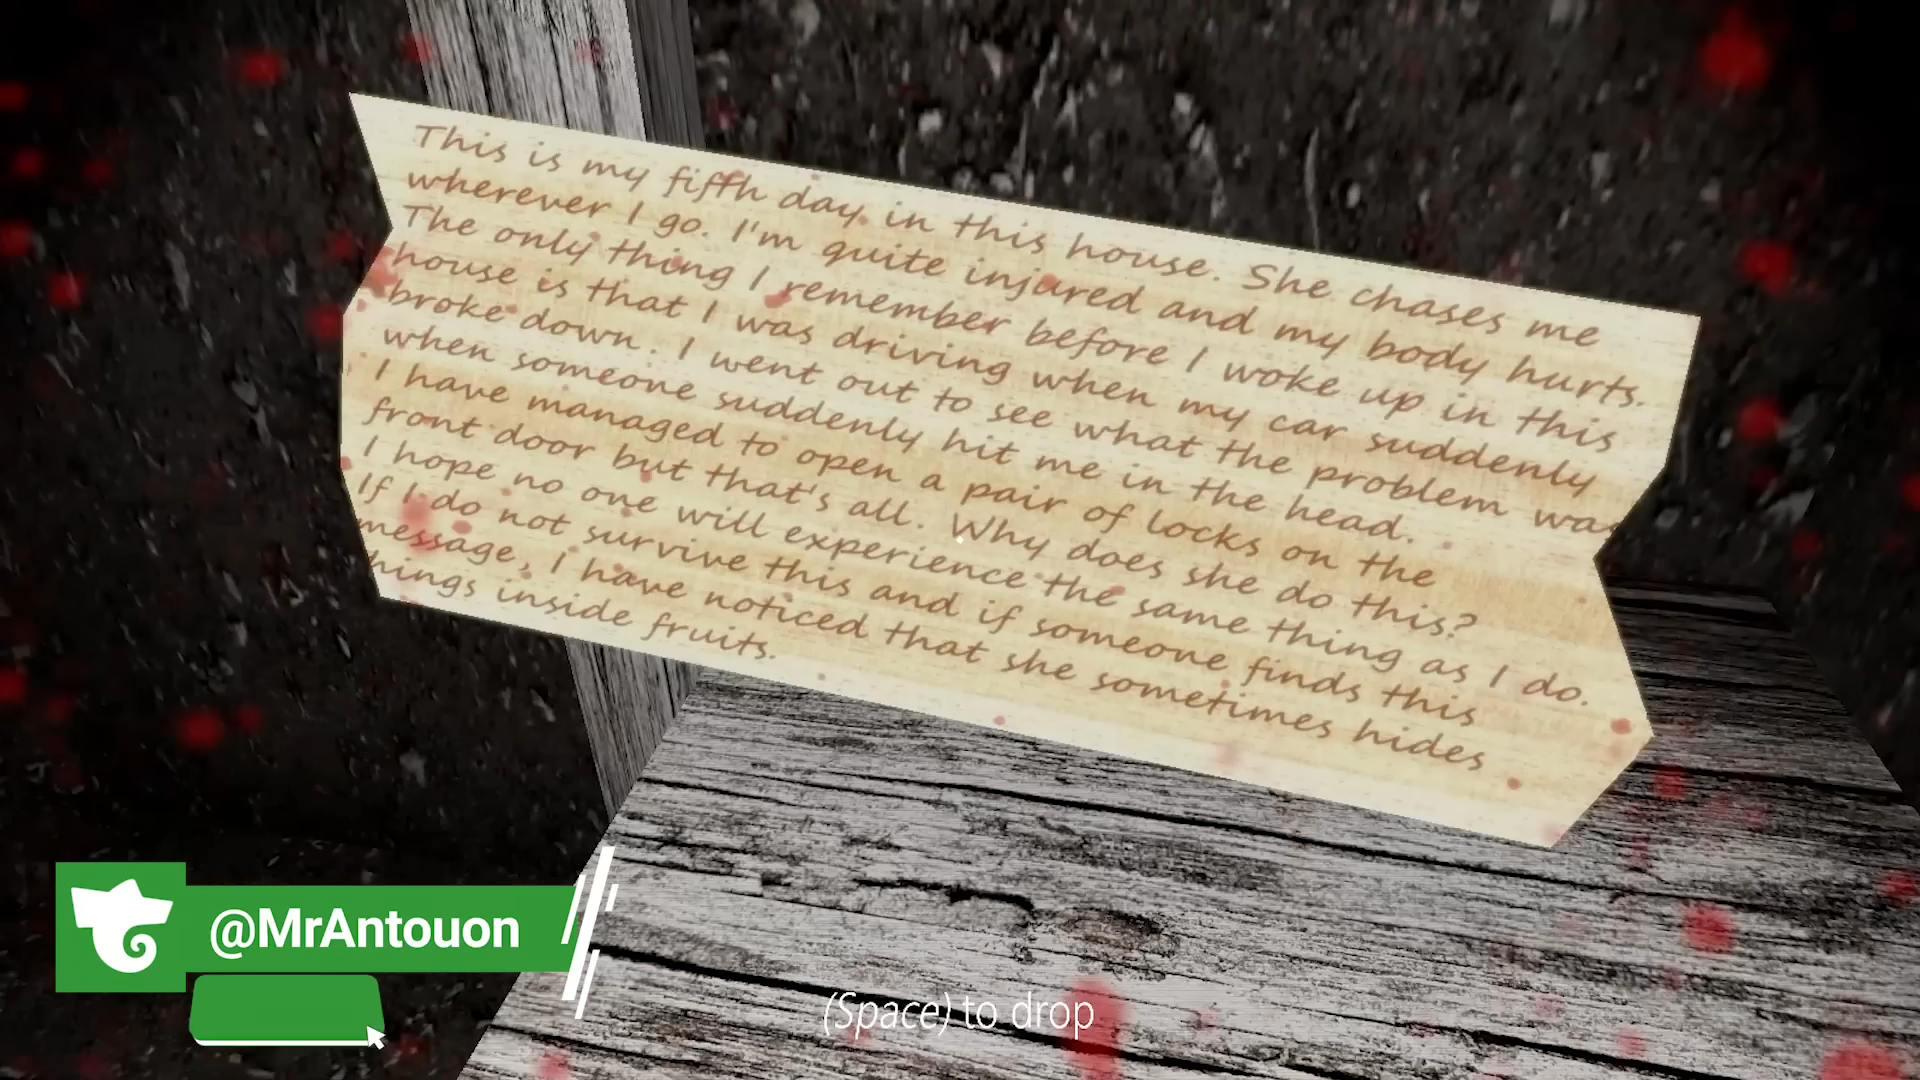 This is my fifth day in this house. She chases me
wherever I go. I'm quite injured and my body hurts.
The only thing I remember before I woke up in this
house is that I was driving when my car suddenly
broke down. I went out to see what the problem was
when someone suddenly hit me in the head.
I have managed to open a pair of locks on the
front door but that's all. Why does she do this?
I hope no one will experience the same thing as I do.
If I do not survive this and if someone finds this
message, I have noticed that she sometimes hides
things inside fruits.
@MrAntouon
(Space) to drop